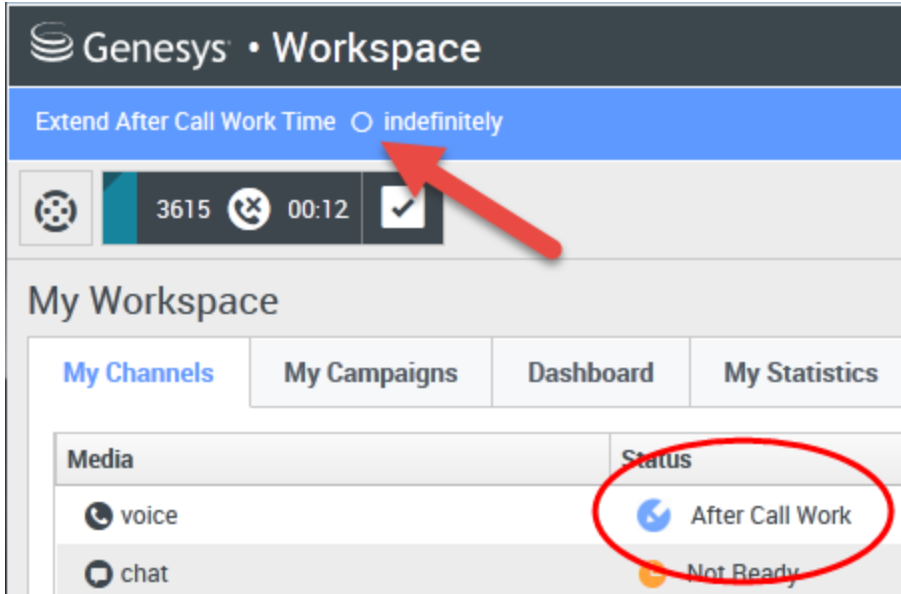 Genesys • Workspace
Extend After Call Work Time indefinitely
3615 00:12
My Workspace
My Channels My Campaigns Dashboard My Statistics
Media Status
voice After Call Work
chat Not Ready